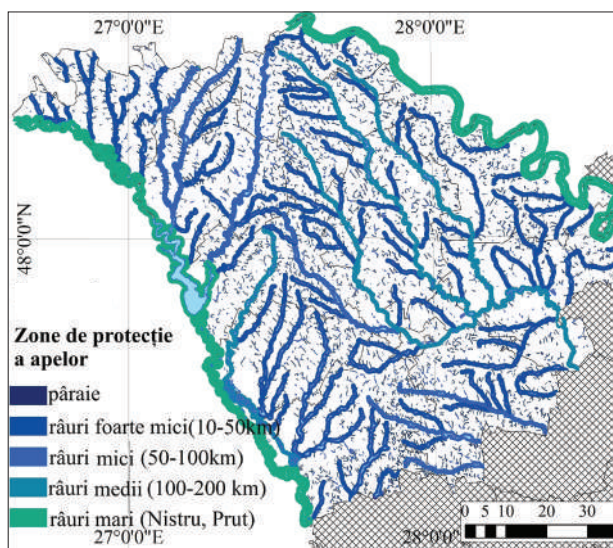 27°0'0"E 28°0'0"E
48°0'0"N
Zone de protecție
a apelor
pâraie
râuri foarte mici(10-50km)
râuri mici (50-100km)
râuri medii (100-200 km)
râuri mari (Nistru, Prut)
0 5 10 20 30
27°0'0"E 28°0'0"E